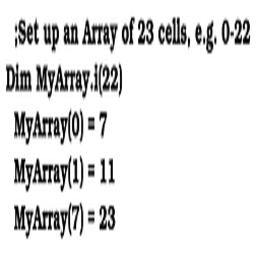 ;Set up an Array of 23 cells, e.g. 0-22
Dim MyArray.i(22)
MyArray(0) = 7
MyArray(1) = 11
MyArray(7) = 23